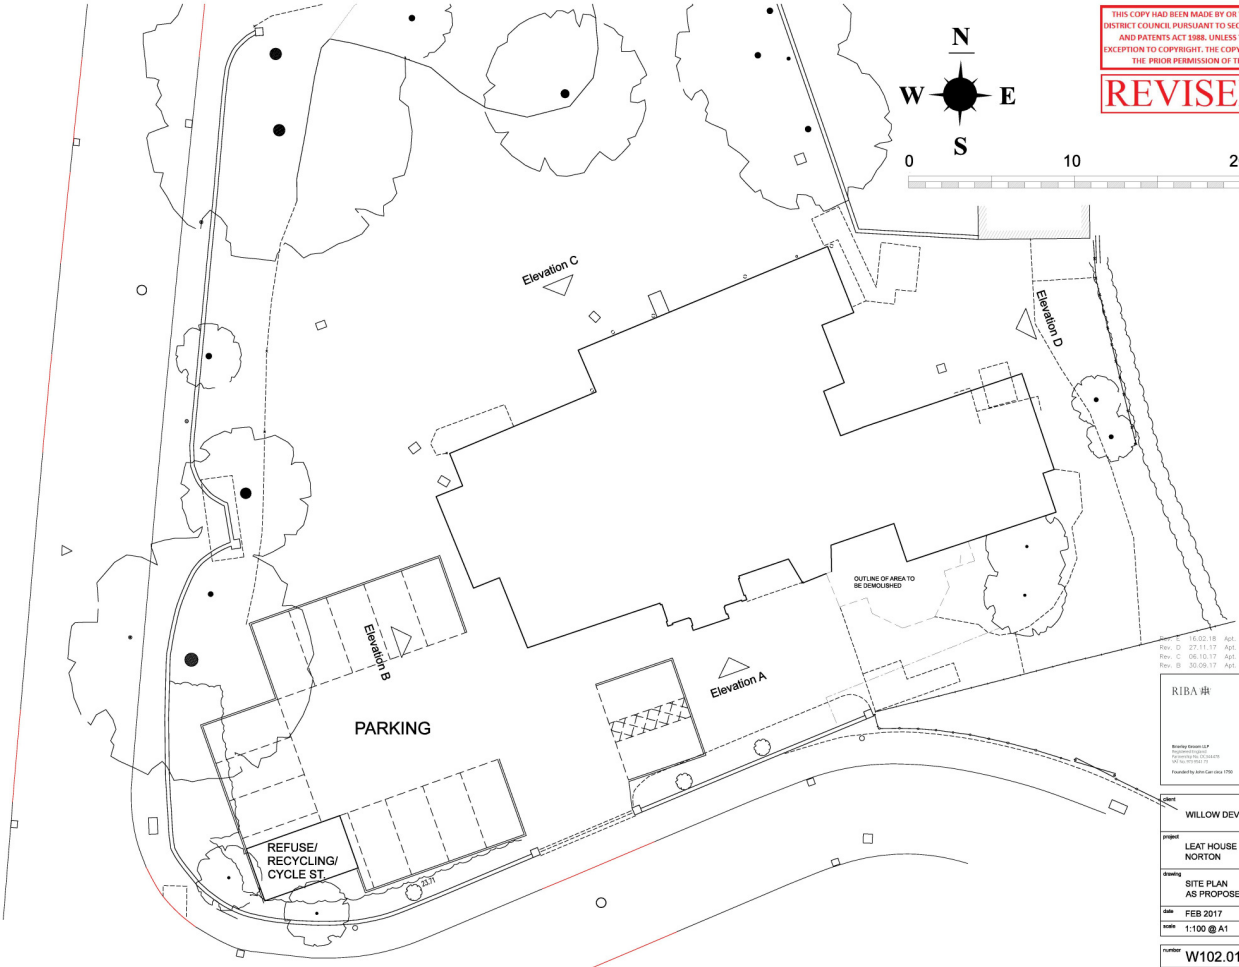 THIS COPY HAD BEEN MADE BY OR
DISTRICT COUNCIL PURSUANT TO SEC
AND PATENTS ACT 1988. UNLESS
EXCEPTION TO COPYRIGHT. THE COPY
THE PRIOR PERMISSION OF
REVISE
N
W E
S
0 10 2
Elevation C
Elevation D
OUTLINE OF AREA TO
BE DEMOLISHED
Elevation B
Elevation A
PARKING
REFUSE/
RECYCLING/
CYCLE ST.
23.71
Rev. E 16.02.18 Apt.
Rev. D 27.11.17 Apt.
Rev. C 06.10.17 Apt.
Rev. B 30.09.17 Apt.
RIBA
Brierley Groom LLP
Registered England
Founded by John Carr circa 1750
client
WILLOW DEV
project
LEAT HOUSE
NORTON
drawing
SITE PLAN
AS PROPOSE
date FEB 2017
scale 1:100 @ A1
number W102.01